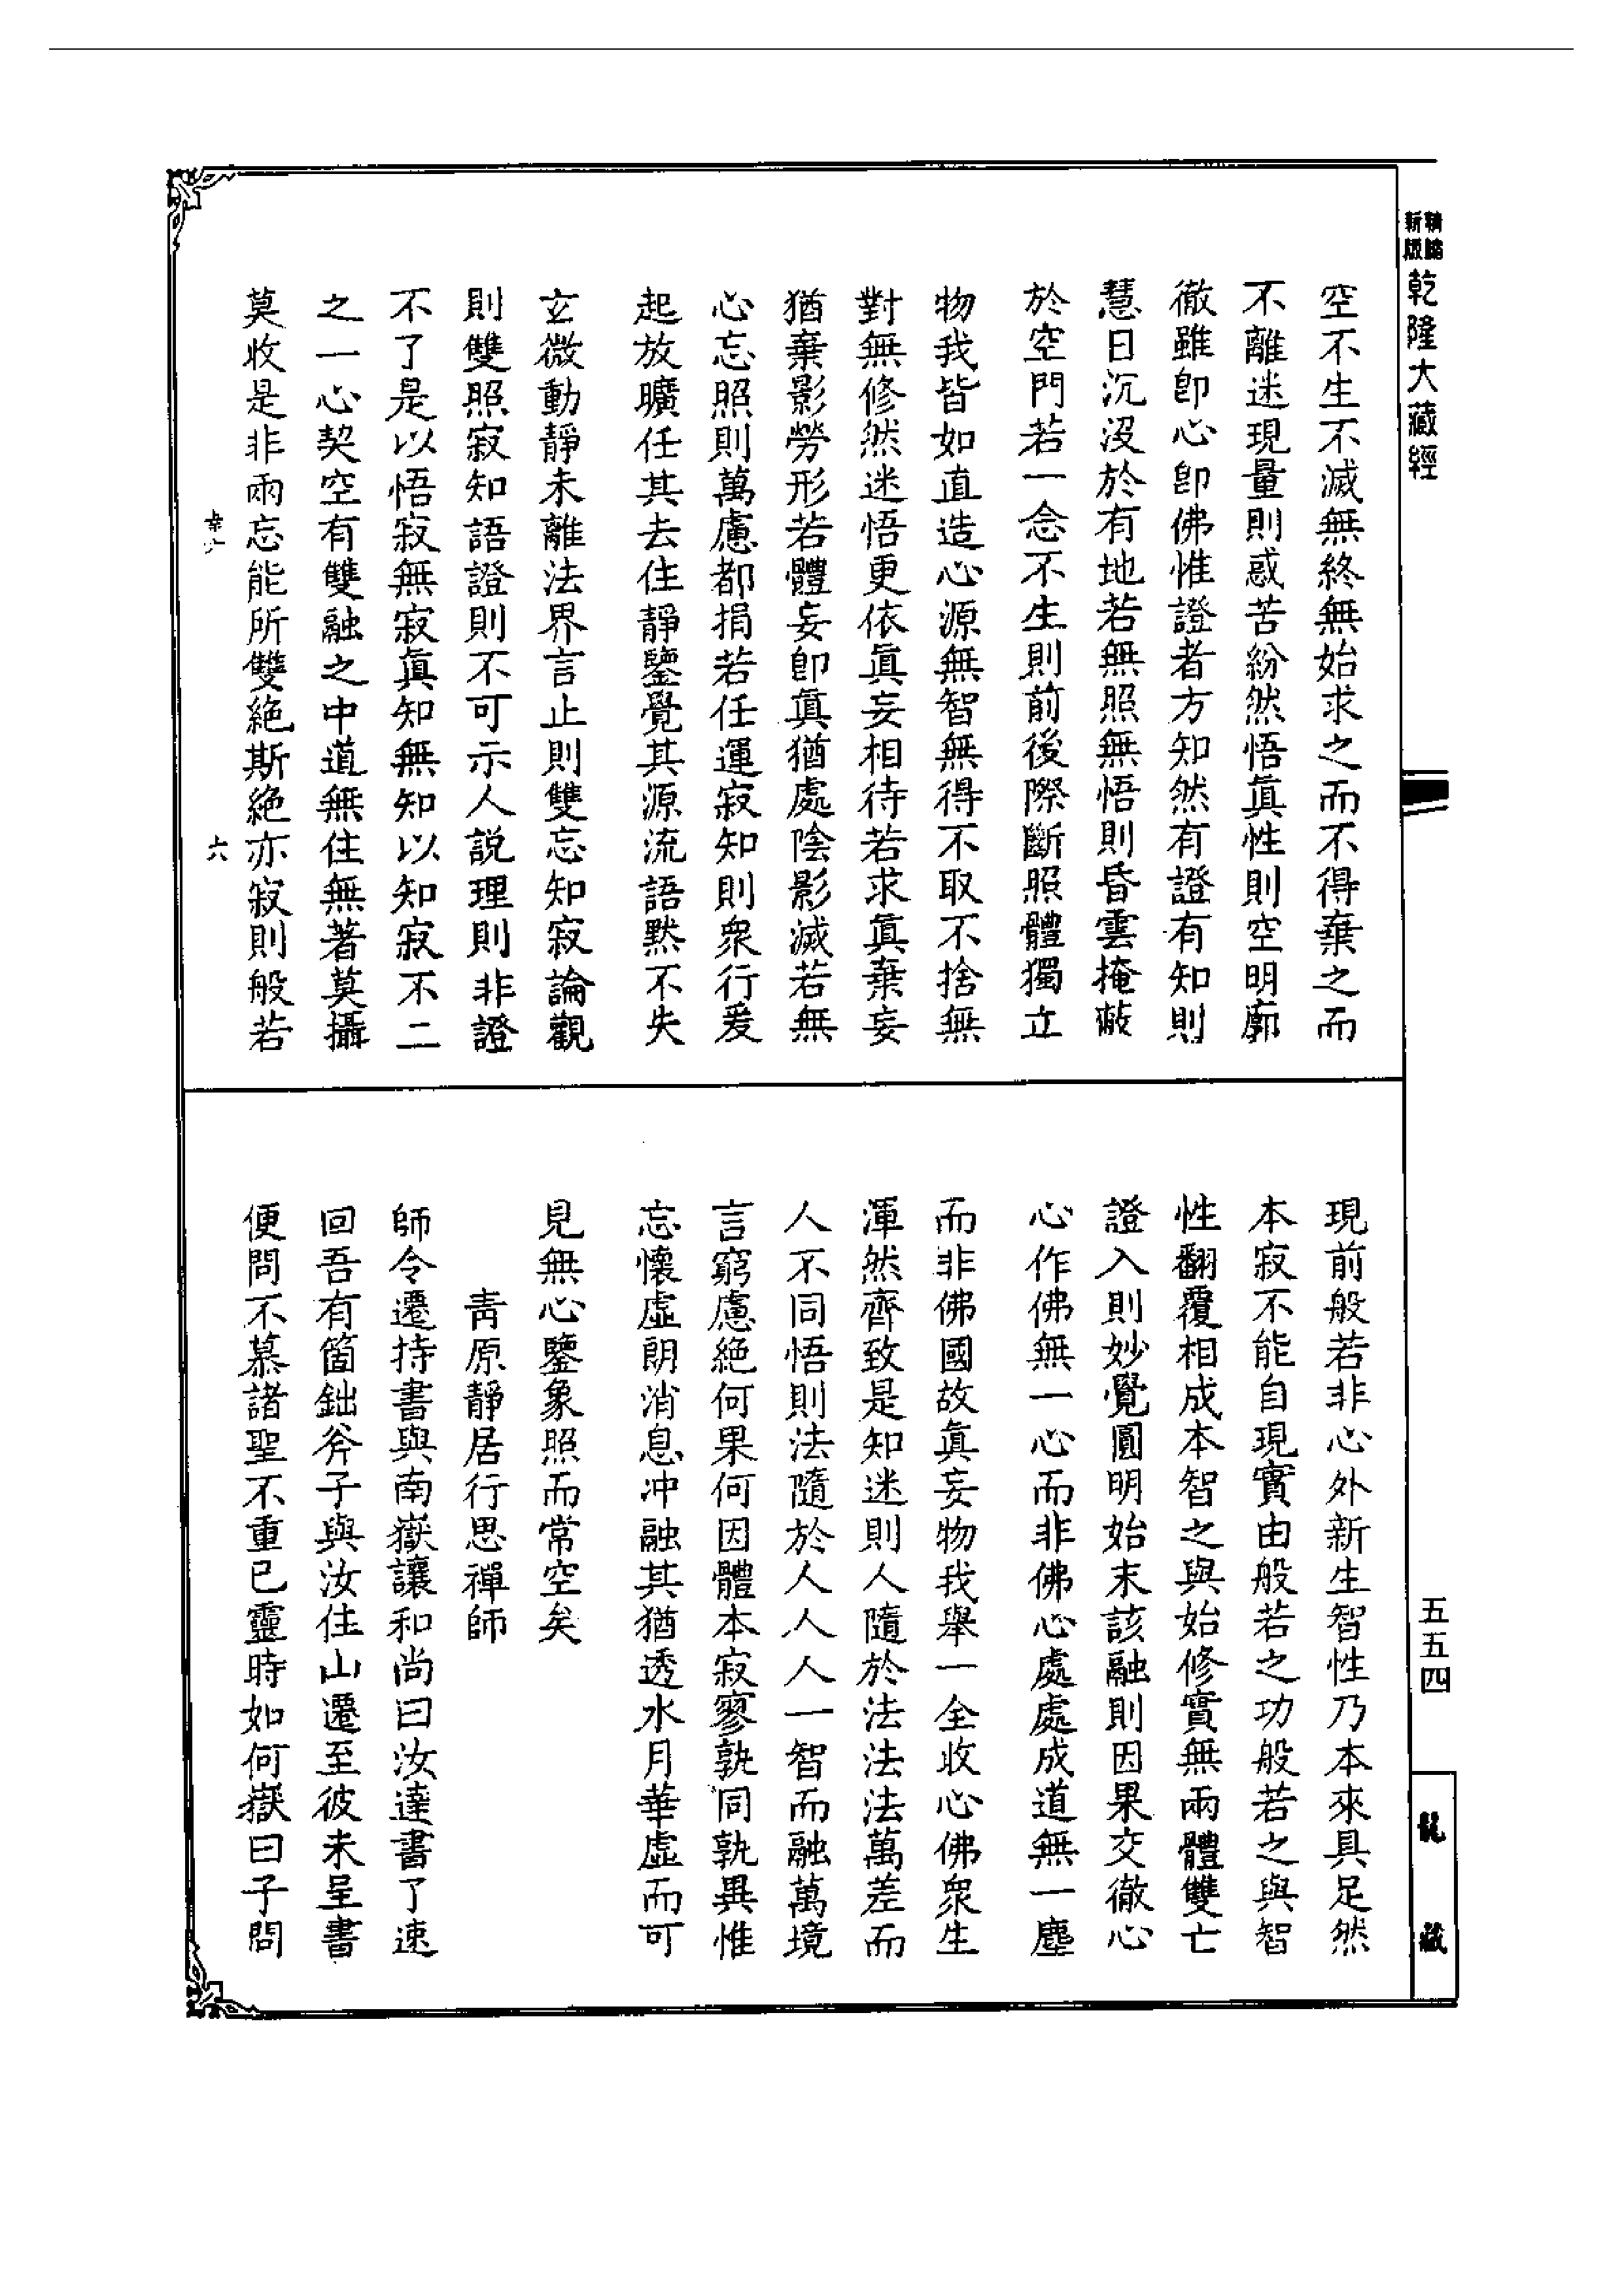 精縮
新版
乾隆大藏經
空不生不滅無終無始求之而不得棄之而
不離迷現量則惑苦紛然悟眞性則空明廓
徹雖卽心卽佛惟證者方知然有證有知則
慧日沉沒於有地若無照無悟則昏雲掩蔽
於空門若一念不生則前後際斷照體獨立
物我皆如直造心源無智無得不取不捨無
對無修然迷悟更依眞妄相待若求眞棄妄
猶棄影勞形若體妄卽眞猶處陰影滅若無
心忘照則萬慮都捐若任運寂知則衆行爰
起放曠任其去住靜鑒覺其源流語黙不失
玄微動靜未離法界言止則雙忘知寂論觀
則雙照寂知語證則不可示人說理則非證
不了是以悟寂無寂眞知無知以知寂不二
之一心契空有雙融之中道無住無著莫攝
莫收是非兩忘能所雙絕斯絕亦寂則般若
六
現前般若非心外新生智性乃本來具足然
本寂不能自現實由般若之功般若之與智
性翻覆相成本智之與始修實無兩體雙亡
證入則妙覺圓明始末該融則因果交徹心
心作佛無一心而非佛心處處成道無一塵
而非佛國故眞妄物我舉一全收心佛衆生
渾然齊致是知迷則人隨於法法法萬差而
人不同悟則法隨於人人人一智而融萬境
言窮慮絕何果何因體本寂寥孰同孰異惟
忘懷虛朗消息冲融其猶透水月華虛而可
見無心鑒象照而常空矣
青原靜居行思禪師
師令遷持書與南嶽讓和尚曰汝達書了速
回吾有箇鈯斧子與汝住山遷至彼未呈書
便問不慕諸聖不重已靈時如何嶽曰子問
五五四
龍藏